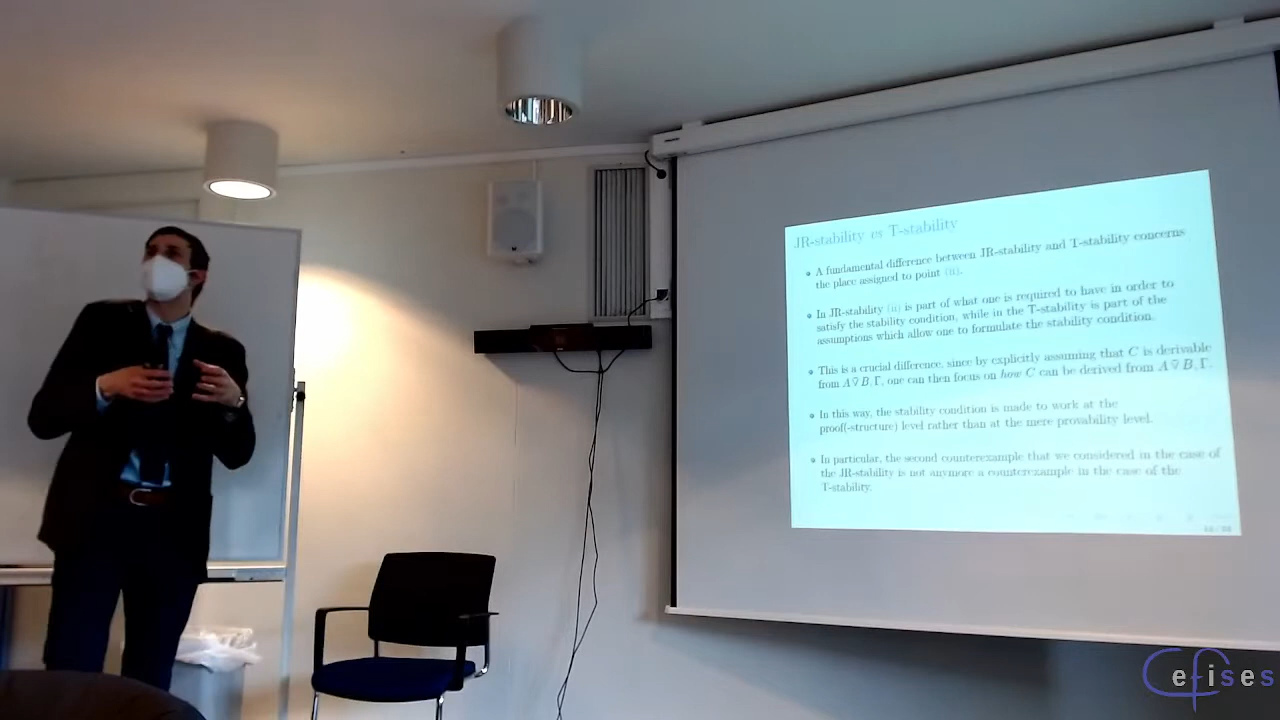 JR-stability vs T-stability
• A fundamental difference between JR-stability and T-stability concerns
the place assigned to point (ii).
• In JR-stability (ii) is part of what one is required to have in order to
satisfy the stability condition, while in the T-stability is part of the
assumptions which allow one to formulate the stability condition.
• This is a crucial difference, since by explicitly assuming that C is derivable
from A ⩒ B, Γ, one can then focus on how C can be derived from A ⩒ B, Γ.
• In this way, the stability condition is made to work at the
proof(-structure) level rather than at the mere provability level.
• In particular, the second counterexample that we considered in the case of
the JR-stability is not anymore a counterexample in the case of the
T-stability.
Cefises